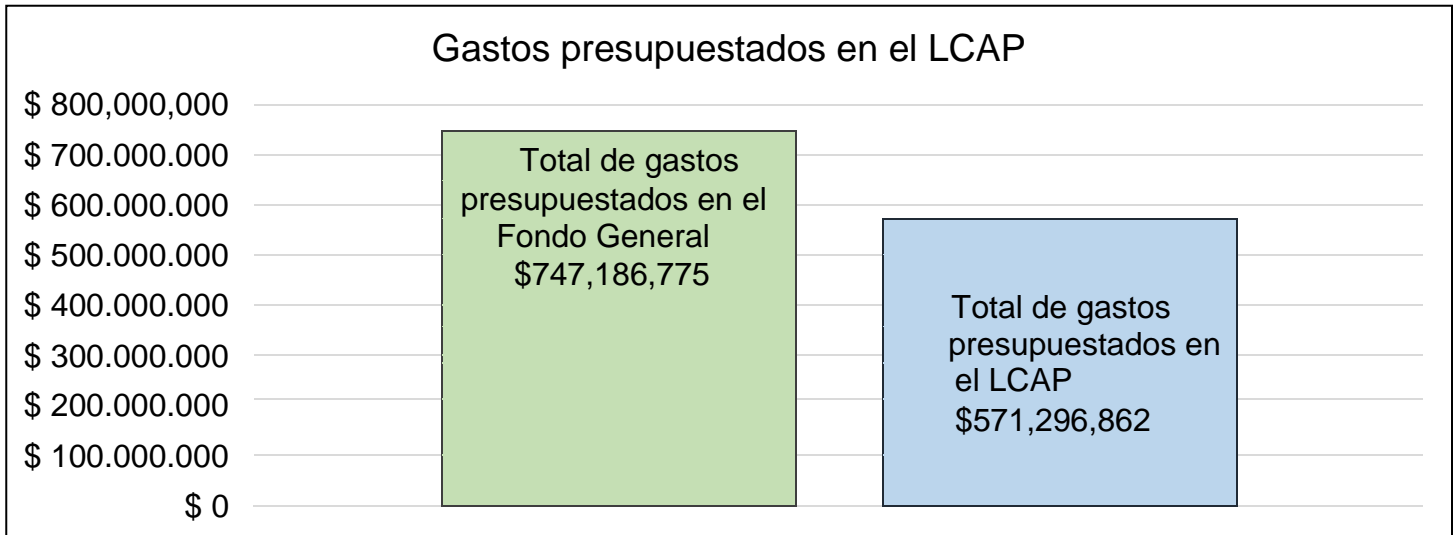 Gastos presupuestados en el LCAP
$ 800,000,000
$ 700.000.000
$ 600.000.000
$ 500.000.000
$ 400.000.000
$ 300.000.000
$ 200.000.000
$ 100.000.000
$ 0
Total de gastos
presupuestados en el
Fondo General
$747,186,775
Total de gastos
presupuestados en
el LCAP
$571,296,862